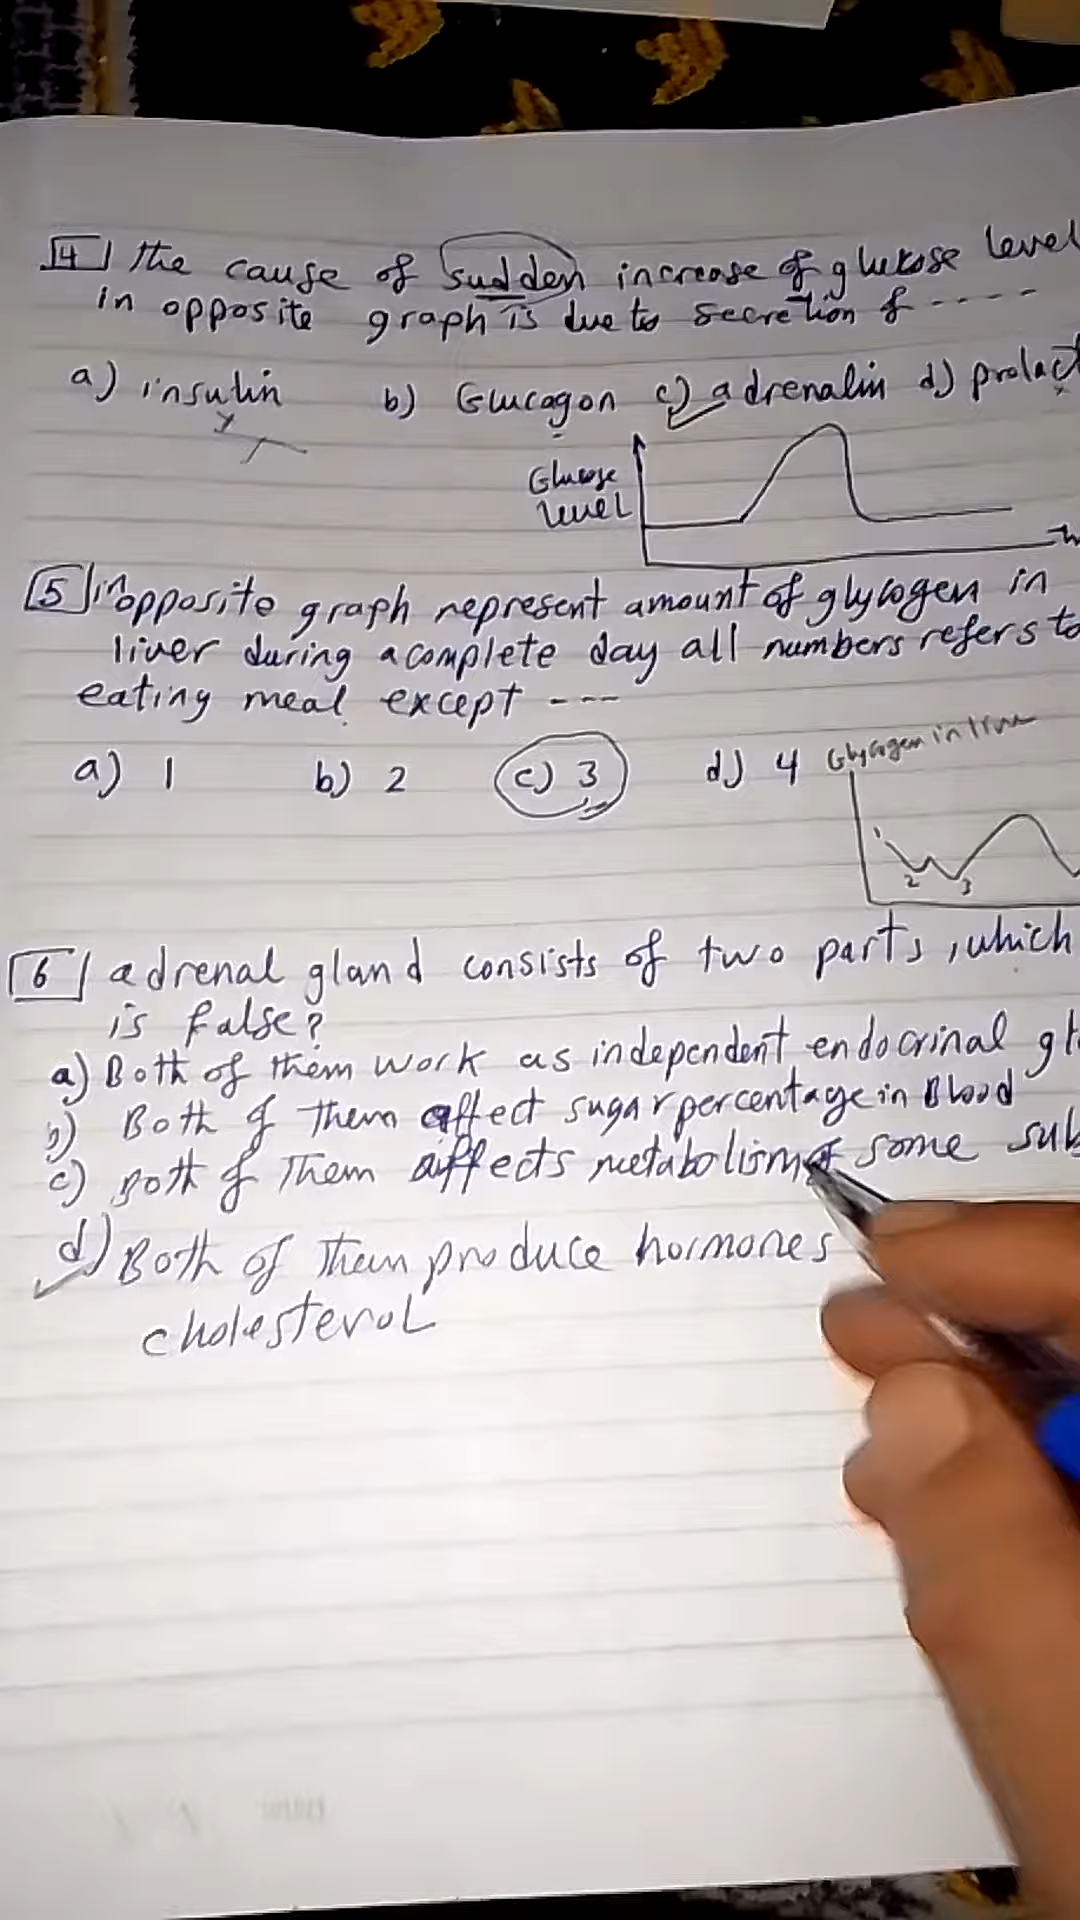 4 the cause of sudden increase of glucose level
in opposite graph is due to secretion of ----
a) insulin b) Glucagon c) adrenalin d) prolact
Glucose
level
5 in opposite graph represent amount of glycogen in
liver during a complete day all numbers refers to
eating meal except ---
a) 1 b) 2 c) 3 d) 4
Glycogen in liver
1
2 3
6 adrenal gland consists of two parts, which
is false?
a) Both of them work as independent endocrinal gl
b) Both of them affect sugar percentage in Blood
c) Both of them affects metabolism of some sub
d) Both of them produce hormones
cholesterol